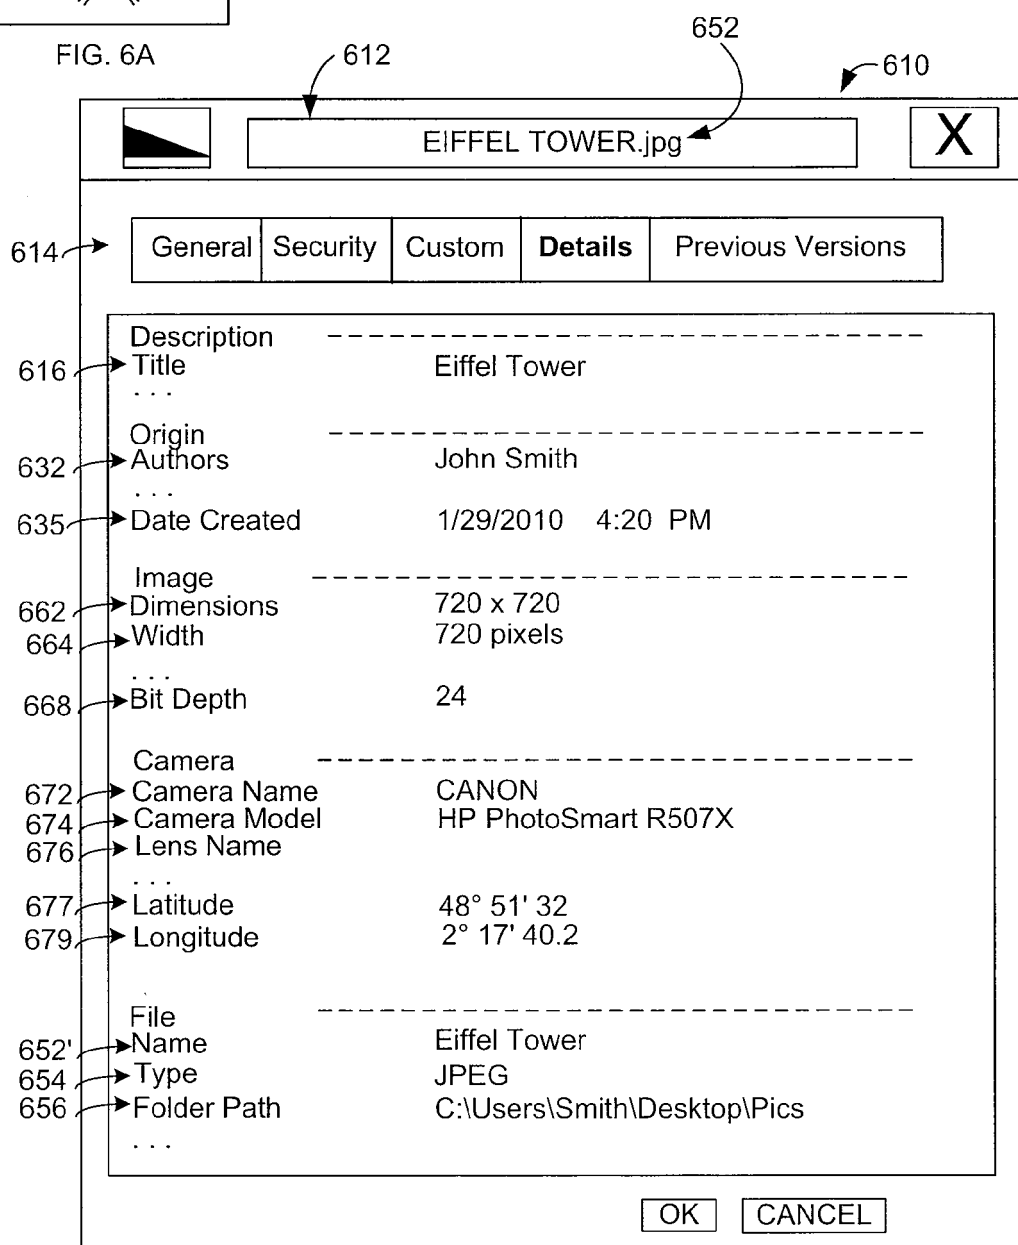 FIG. 6A
612
652
610
EIFFEL TOWER.jpg
X
614
General Security Custom Details Previous Versions
Description
616 Title Eiffel Tower
. . .
Origin
632 Authors John Smith
. . .
635 Date Created 1/29/2010 4:20 PM
Image
662 Dimensions 720 x 720
664 Width 720 pixels
. . .
668 Bit Depth 24
Camera
672 Camera Name CANON
674 Camera Model HP PhotoSmart R507X
676 Lens Name
. . .
677 Latitude 48° 51' 32
679 Longitude 2° 17' 40.2
File
652' Name Eiffel Tower
654 Type JPEG
656 Folder Path C:\Users\Smith\Desktop\Pics
. . .
OK CANCEL